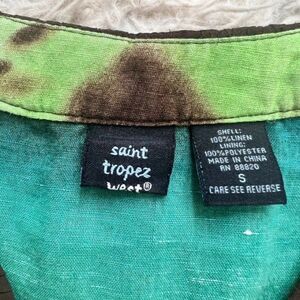 saint
tropez
west®
SHELL:
100%LINEN
LINING:
100%POLYESTER
MADE IN CHINA
RN 88820
S
CARE SEE REVERSE